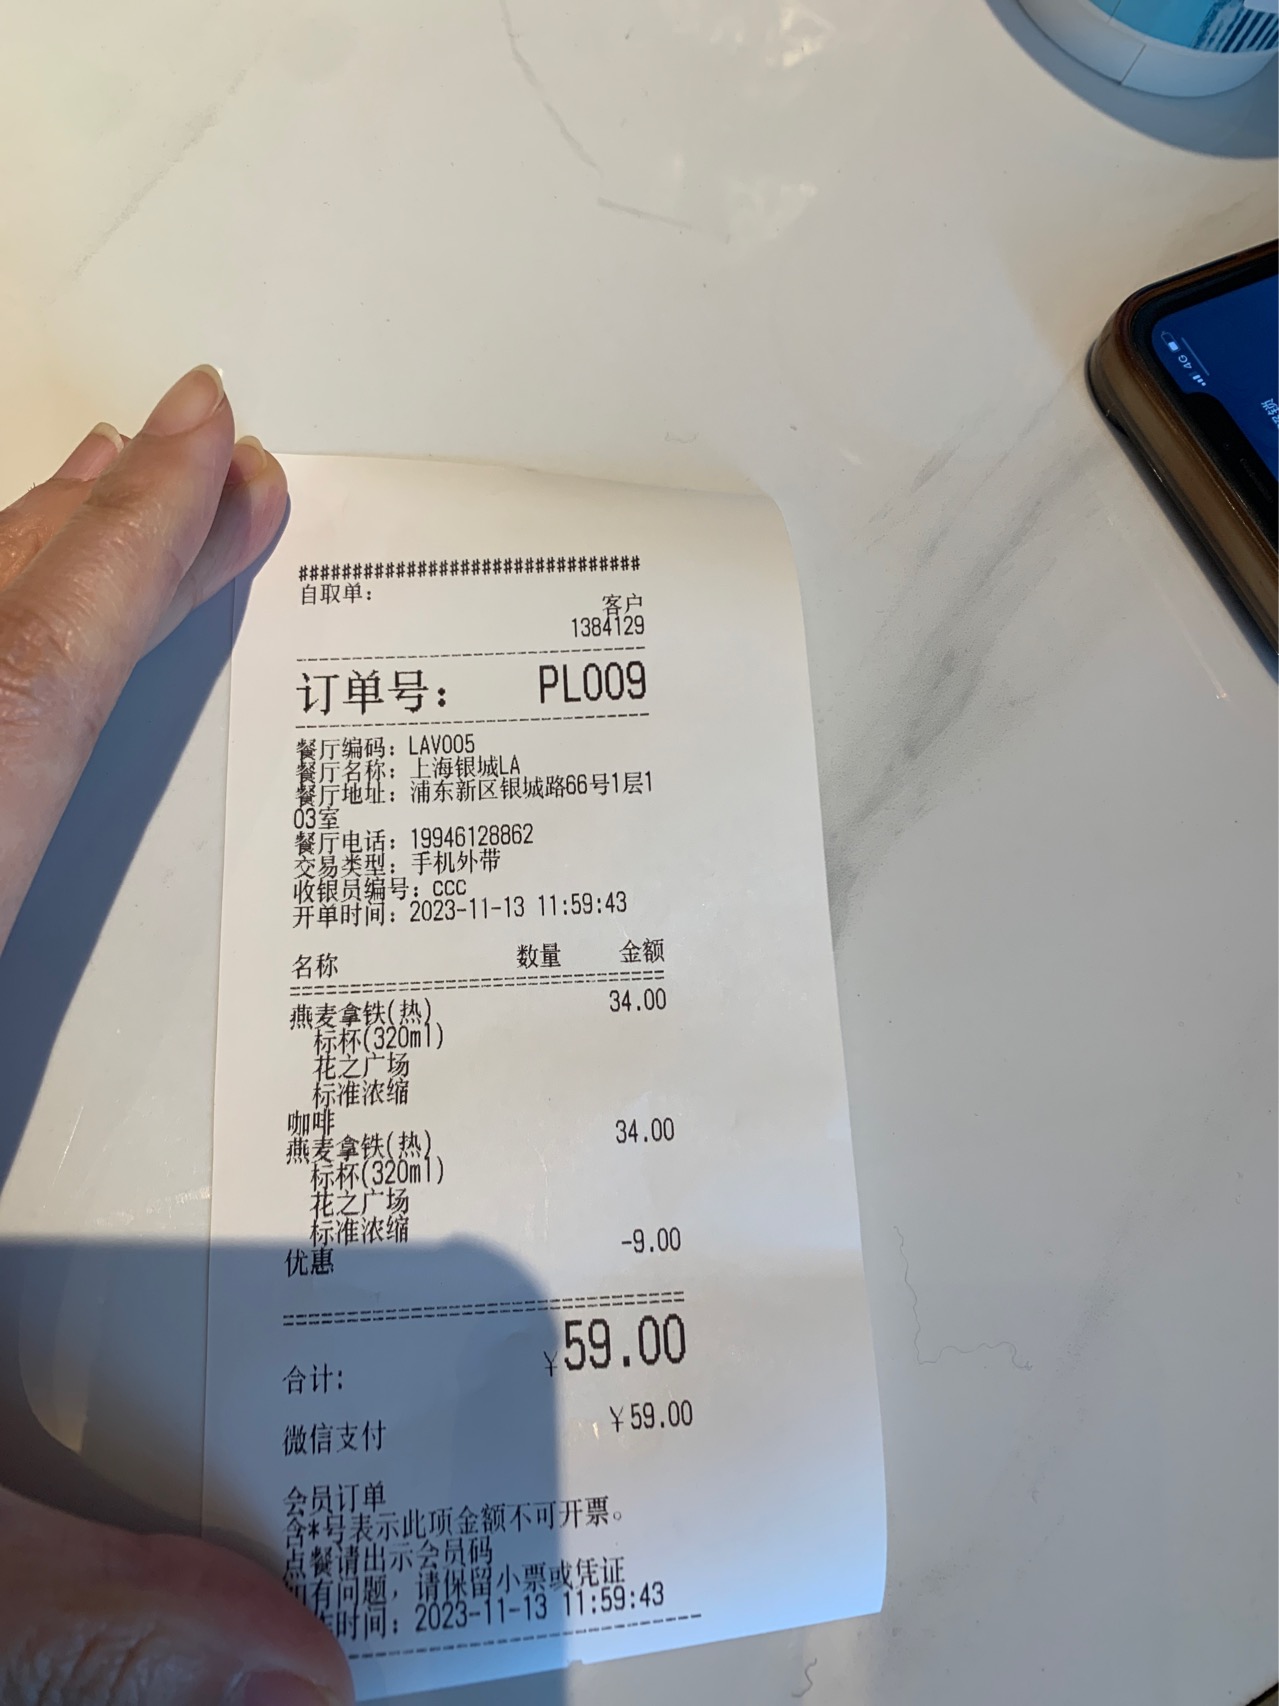 ################################
自取单：
客户
1384129
订单号： PL009
餐厅编码：LAV005
餐厅名称：上海银城LA
餐厅地址：浦东新区银城路66号1层1
03室
餐厅电话：19946128862
交易类型：手机外带
收银员编号：ccc
开单时间：2023-11-13 11:59:43
名称 数量 金额
燕麦拿铁(热) 34.00
标杯(320ml)
花之广场
标准浓缩
咖啡
燕麦拿铁(热) 34.00
标杯(320ml)
花之广场
标准浓缩
优惠 -9.00
合计: ¥59.00
微信支付 ¥59.00
会员订单
含*号表示此项金额不可开票。
点餐请出示会员码
有问题，请保留小票或凭证
时间：2023-11-13 11:59:43
4G